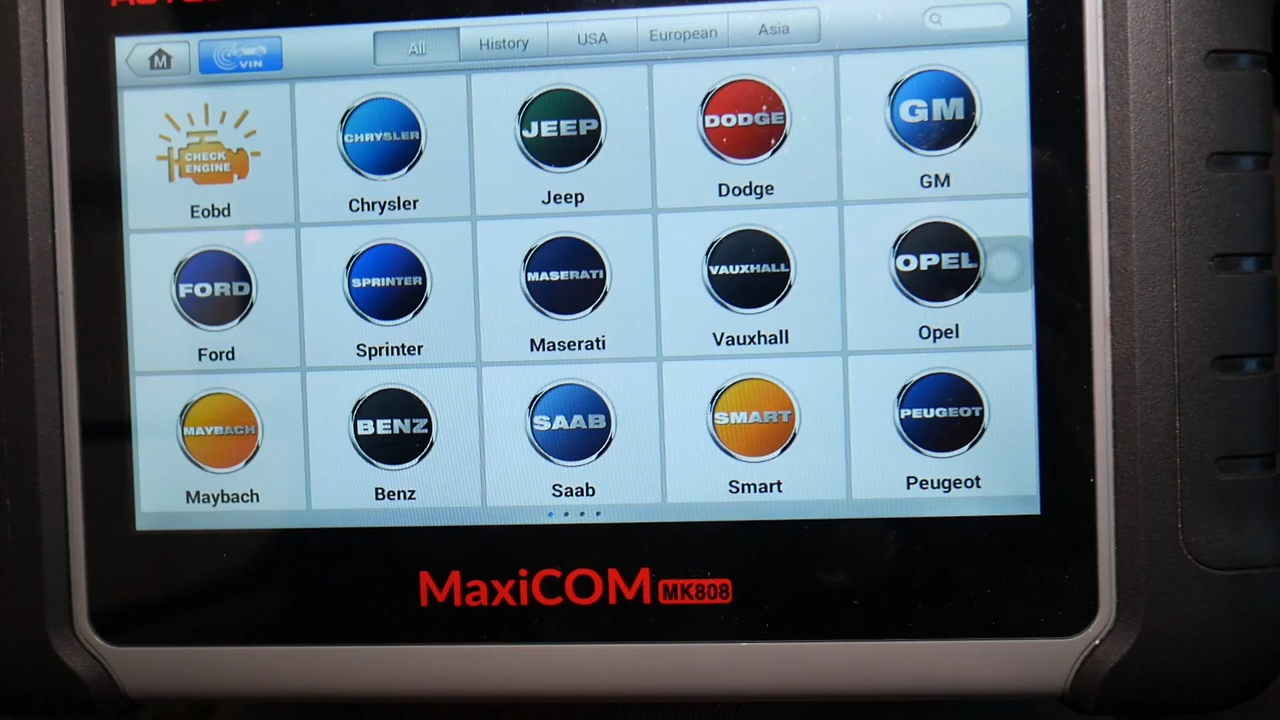 M VIN All History USA European Asia
CHECK ENGINE CHRYSLER JEEP DODGE GM
Eobd Chrysler Jeep Dodge GM
FORD SPRINTER MASERATI VAUXHALL OPEL
Ford Sprinter Maserati Vauxhall Opel
MAYBACH BENZ SAAB SMART PEUGEOT
Maybach Benz Saab Smart Peugeot
MaxiCOM MK808